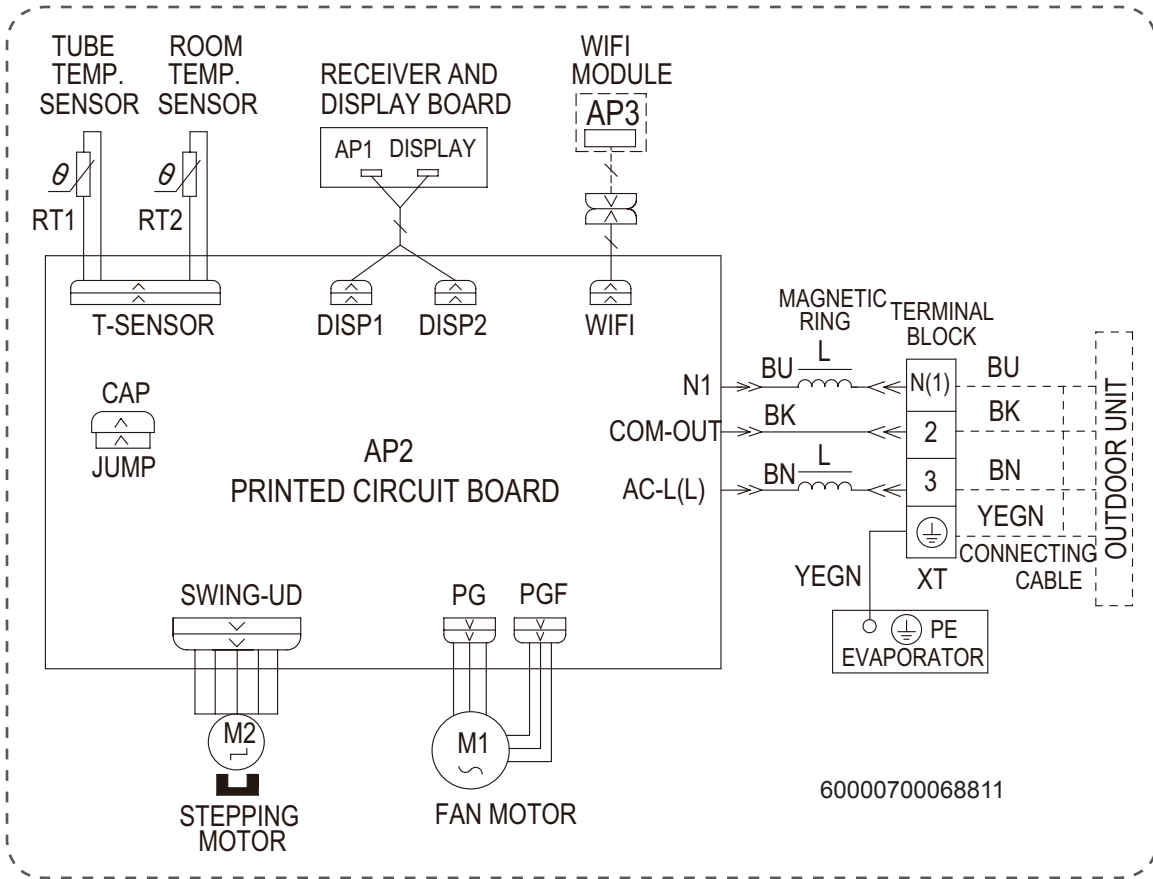 TUBE
TEMP.
SENSOR
ROOM
TEMP.
SENSOR
RECEIVER AND
DISPLAY BOARD
WIFI
MODULE
AP3
AP1 DISPLAY
θ
RT1
θ
RT2
T-SENSOR
DISP1
DISP2
WIFI
MAGNETIC
RING
TERMINAL
BLOCK
CAP
JUMP
AP2
PRINTED CIRCUIT BOARD
N1
BU
L
N(1)
BU
COM-OUT
BK
2
BK
AC-L(L)
BN
L
3
BN
YEGN
YEGN
XT
CONNECTING
CABLE
OUTDOOR UNIT
PE
EVAPORATOR
SWING-UD
PG
PGF
M2
STEPPING
MOTOR
M1
FAN MOTOR
60000700068811